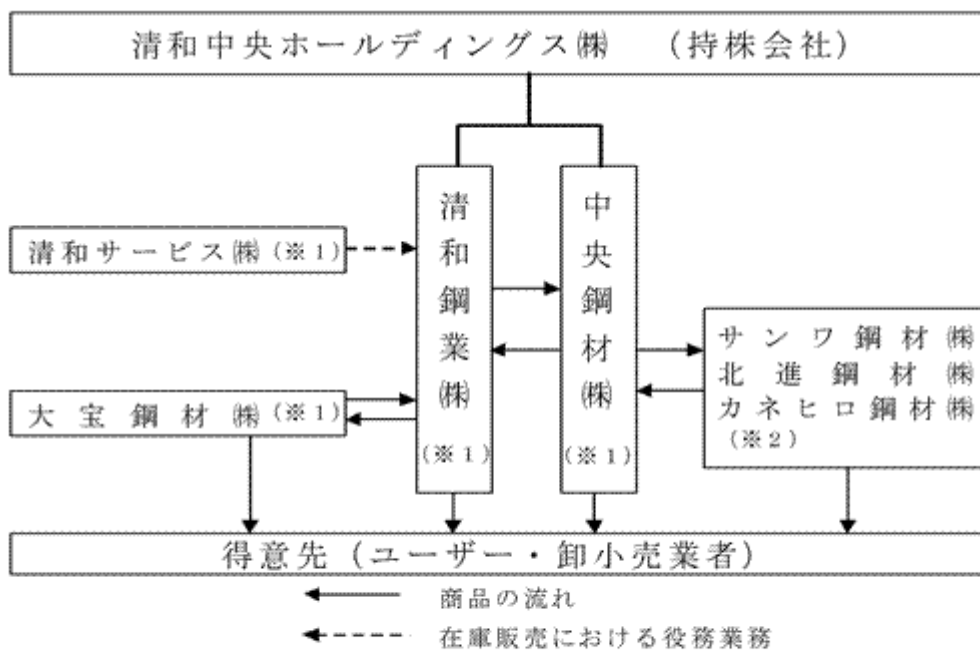 清和中央ホールディングス㈱ （持株会社）
清和鋼業㈱
(※1)
中央鋼材㈱
(※1)
清和サービス㈱(※1)
大宝鋼材㈱(※1)
サンワ鋼材㈱
北進鋼材㈱
カネヒロ鋼材㈱
(※2)
得意先（ユーザー・卸小売業者）
商品の流れ
在庫販売における役務業務